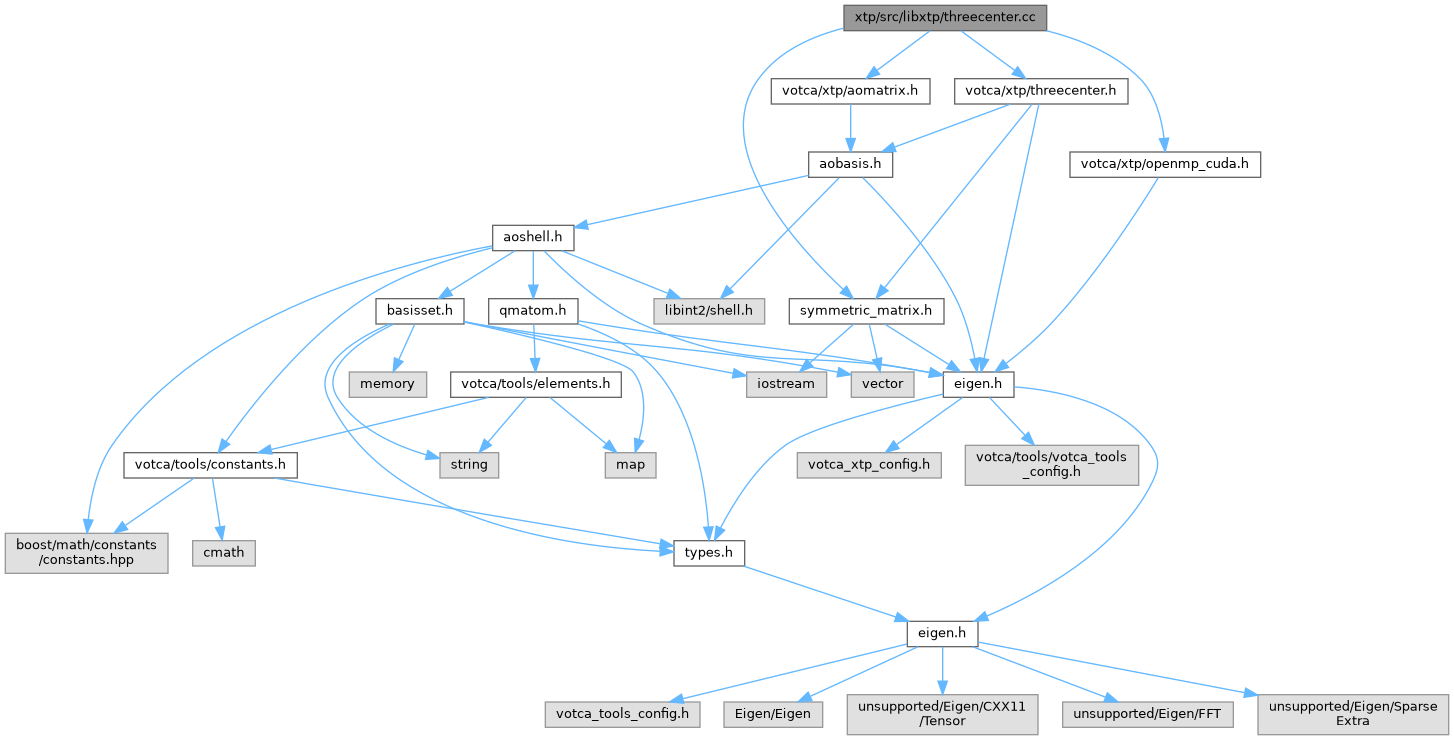 xtp/src/libxtp/threecenter.cc
votca/xtp/aomatrix.h
votca/xtp/threecenter.h
aobasis.h
votca/xtp/openmp_cuda.h
aoshell.h
basisset.h
qmatom.h
libint2/shell.h
symmetric_matrix.h
memory
votca/tools/elements.h
iostream
vector
eigen.h
votca/tools/constants.h
string
map
votca_xtp_config.h
votca/tools/votca_tools
_config.h
boost/math/constants
/constants.hpp
cmath
types.h
eigen.h
votca_tools_config.h
Eigen/Eigen
unsupported/Eigen/CXX11
/Tensor
unsupported/Eigen/FFT
unsupported/Eigen/Sparse
Extra